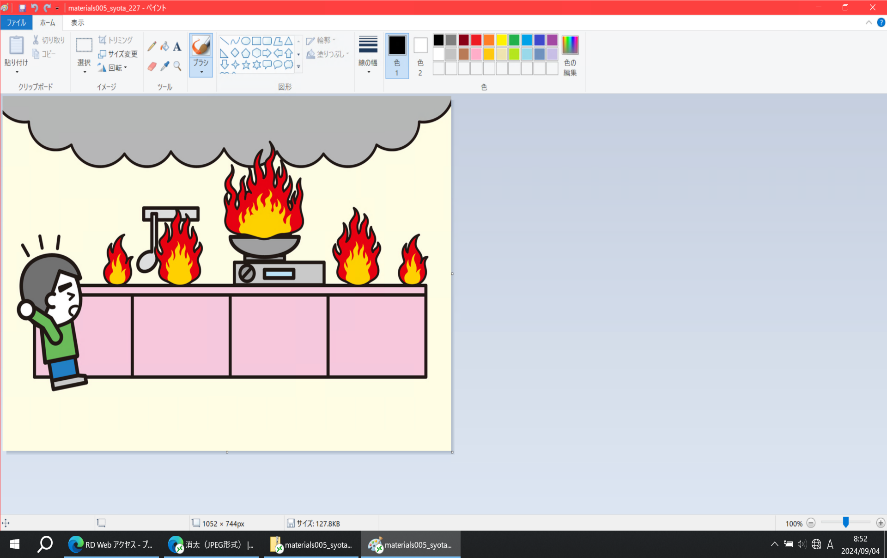 materials005_syota_227 - ペイント
ファイル ホーム 表示
貼り付け
切り取り
コピー
クリップボード
選択
トリミング
サイズ変更
回転
イメージ
A
ツール
ブラシ
図形
輪郭
塗りつぶし
線の幅
色
1
色
2
色の
編集
色
1052 × 744px
サイズ: 127.8KB
100%
RD Web アクセス - プ...
消太（JPEG形式）|...
materials005_syota...
materials005_syota...
A
8:52
2024/09/04